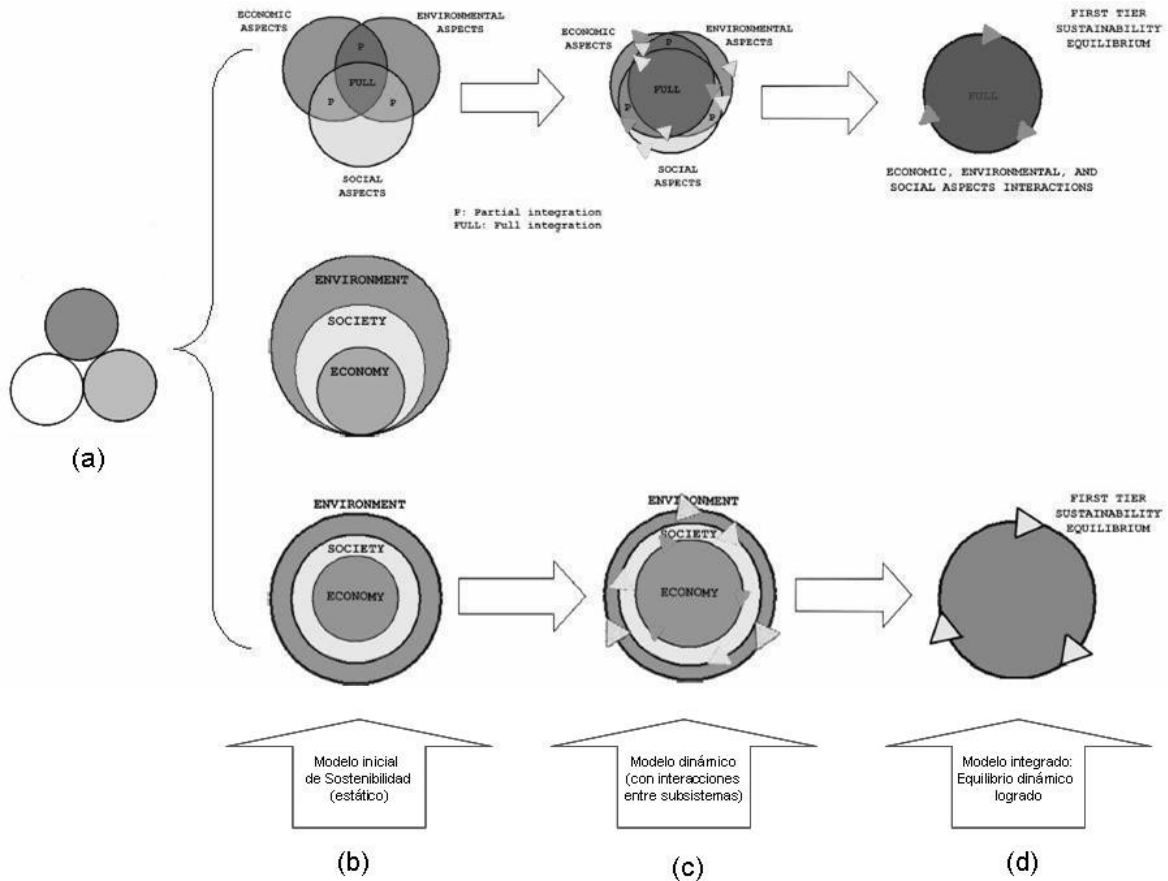 ECONOMIC
ASPECTS
ENVIRONMENTAL
ASPECTS
P
FULL
P
P
SOCIAL
ASPECTS
ECONOMIC
ASPECTS
ENVIRONMENTAL
ASPECTS
P
FULL
P
P
SOCIAL
ASPECTS
FIRST TIER
SUSTAINABILITY
EQUILIBRIUM
FULL
ECONOMIC, ENVIRONMENTAL, AND
SOCIAL ASPECTS INTERACTIONS
P: Partial integration
FULL: Full integration
ENVIRONMENT
SOCIETY
ECONOMY
(a)
ENVIRONMENT
SOCIETY
ECONOMY
ENVIRONMENT
SOCIETY
ECONOMY
FIRST TIER
SUSTAINABILITY
EQUILIBRIUM
Modelo inicial
de Sostenibilidad
(estático)
Modelo dinámico
(con interacciones
entre subsistemas)
Modelo integrado:
Equilibrio dinámico
logrado
(b)
(c)
(d)